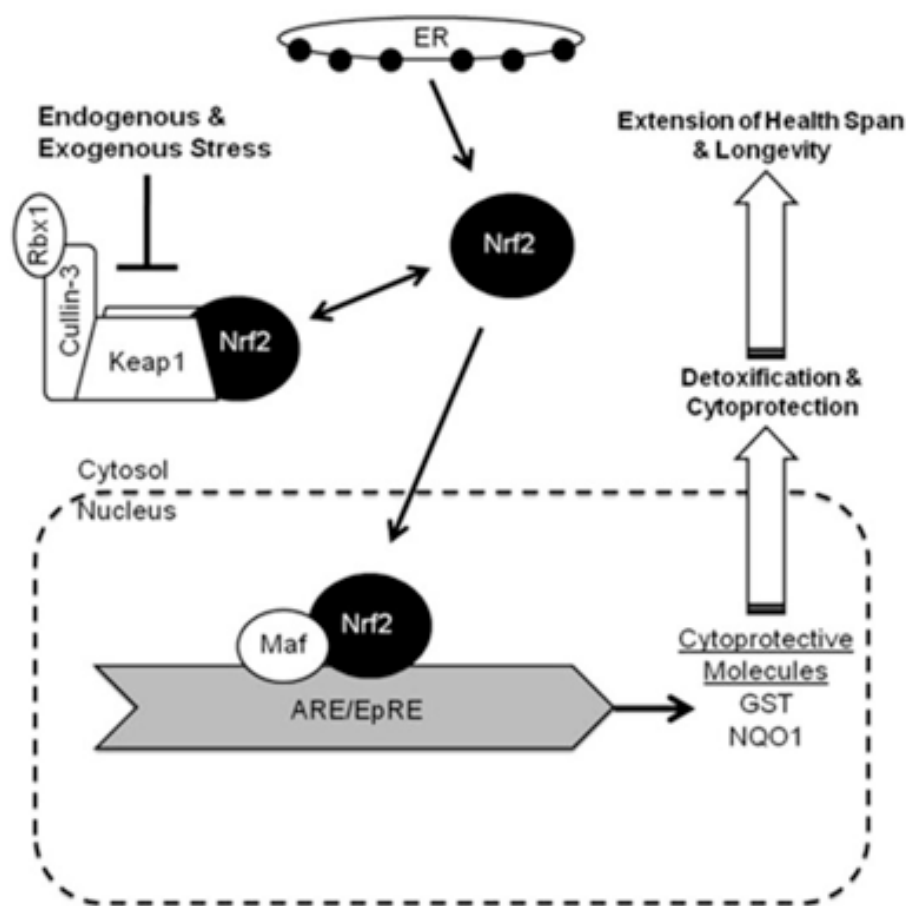 ER
Endogenous &
Exogenous Stress
Extension of Health Span
& Longevity
Rbx1
Cullin-3
Keap1
Nrf2
Nrf2
Detoxification &
Cytoprotection
Cytosol
Nucleus
Maf
Nrf2
ARE/EpRE
Cytoprotective
Molecules
GST
NQO1